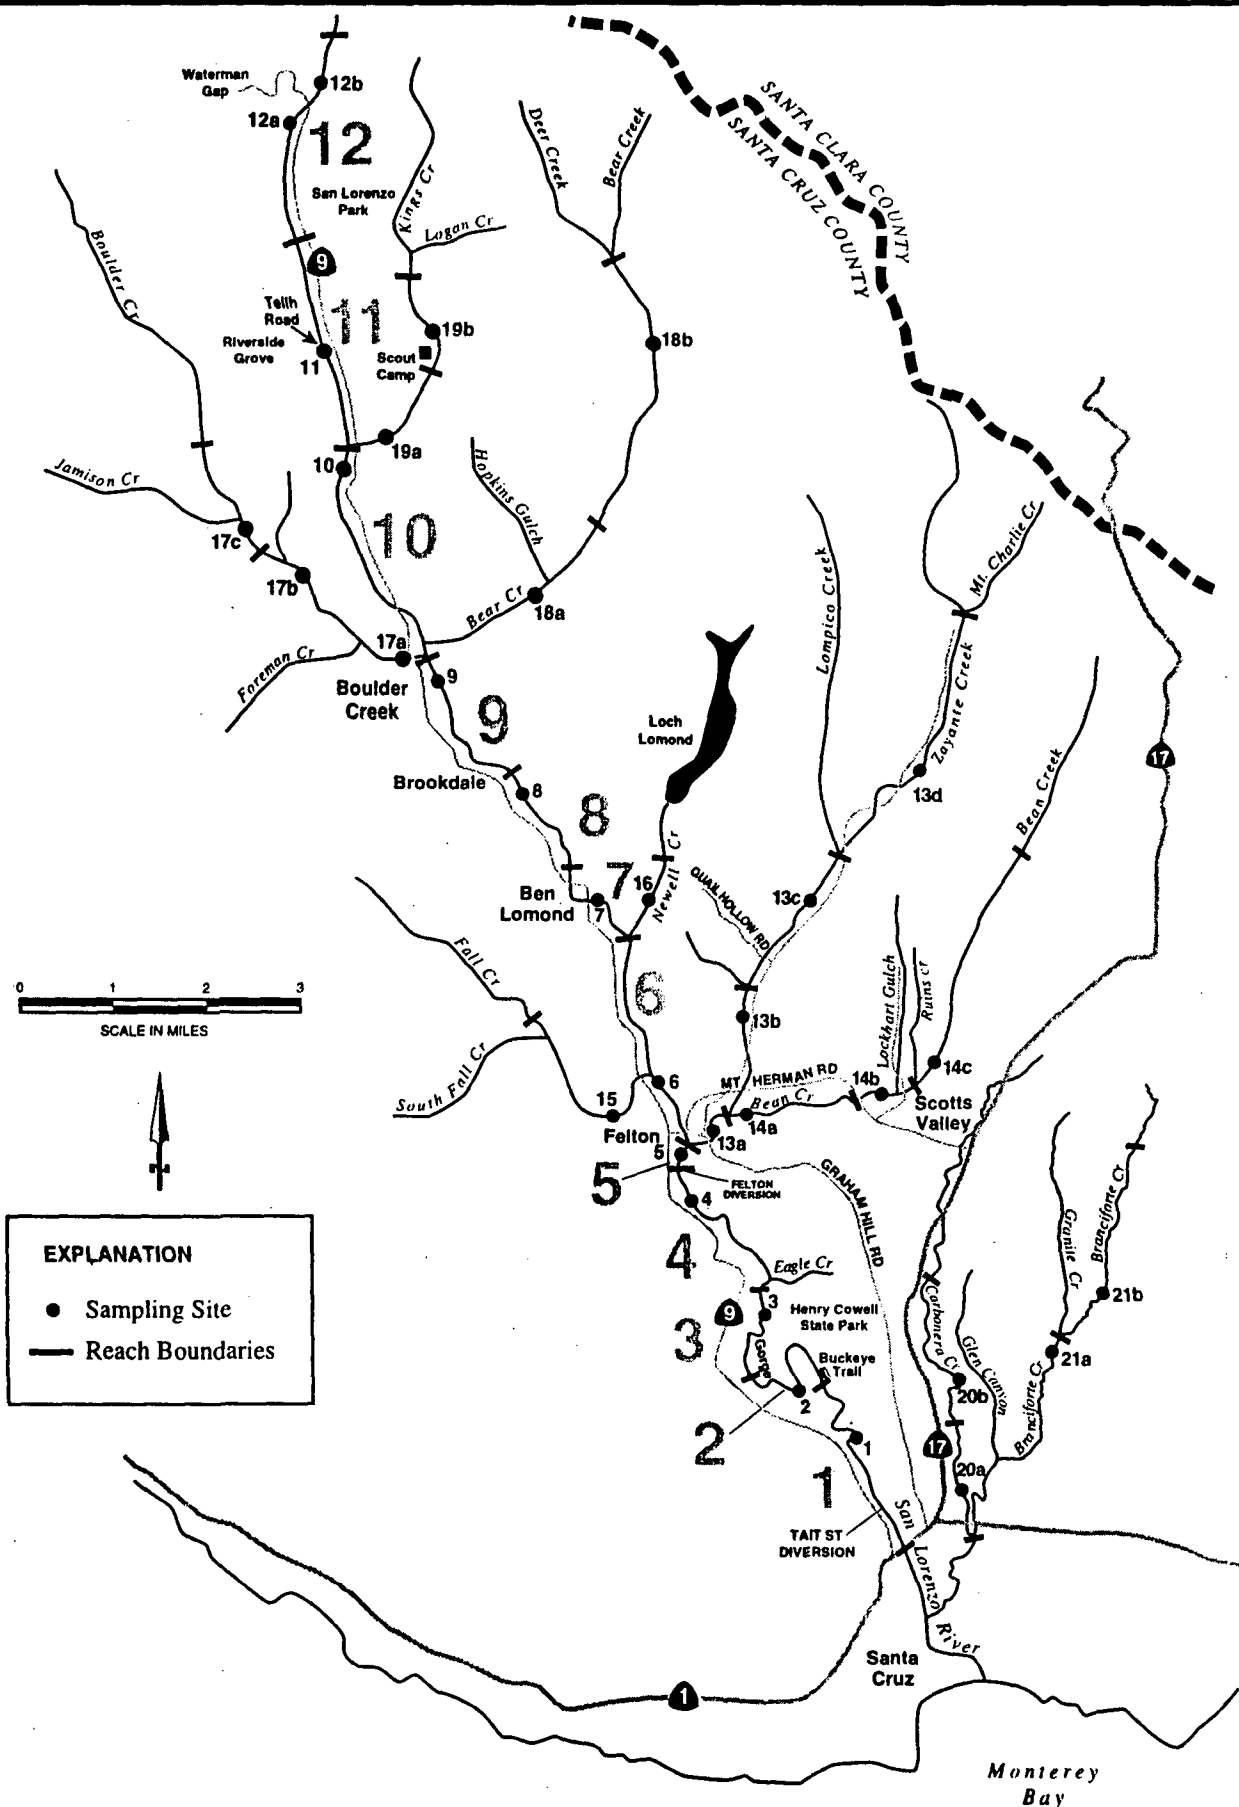 Waterman
Gap
12b
12a
12
San Lorenzo
Park
Kings Cr
Logan Cr
Deer Creek
Bear Creek
SANTA CLARA COUNTY
SANTA CRUZ COUNTY
Boulder Cr
9
Teilh
Road
Riverside
Grove
11
11
19b
Scout
Camp
18b
19a
10
10
Jamison Cr
Hopkins Gulch
17c
17b
Bear Cr
18a
Lompico Creek
Mt. Charlie Cr
Foreman Cr
17a
Boulder
Creek
9
9
Loch
Lomond
Zayante Creek
17
Brookdale
8
8
13d
Bean Creek
7
16
Newell Cr
Ben
Lomond
7
QUAIL HOLLOW RD
13c
Fall Cr
6
13b
Lockhart Gulch
Ruins cr
0 1 2 3
SCALE IN MILES
South Fall Cr
15
6
MT HERMAN RD
Bean Cr
14a
14b
14c
Scotts
Valley
Felton
5
5
13a
FELTON
DIVERSION
4
4
GRAHAM HILL RD
Granite Cr
Branciforte Cr
EXPLANATION
Sampling Site
Reach Boundaries
Eagle Cr
9
3
3
Henry Cowell
State Park
Gorge
Buckeye
Trail
2
2
Carbonera Cr
Glen Canyon
21b
21a
20b
Branciforte Cr
1
1
17
20a
TAIT ST
DIVERSION
San Lorenzo River
Santa
Cruz
1
Monterey
Bay